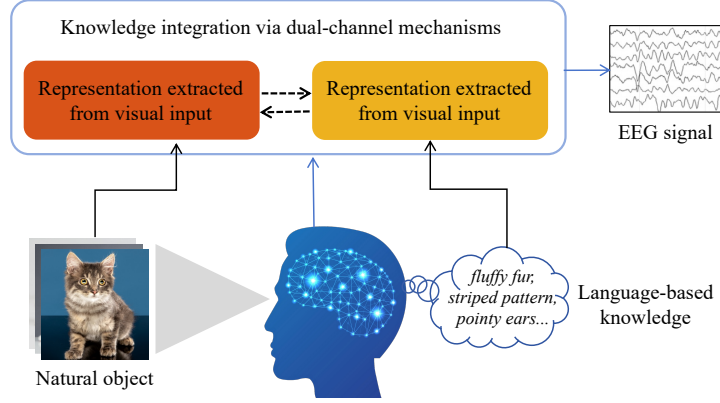 Knowledge integration via dual-channel mechanisms
Representation extracted
from visual input
Representation extracted
from visual input
EEG signal
fluffy fur,
striped pattern,
pointy ears...
Language-based
knowledge
Natural object